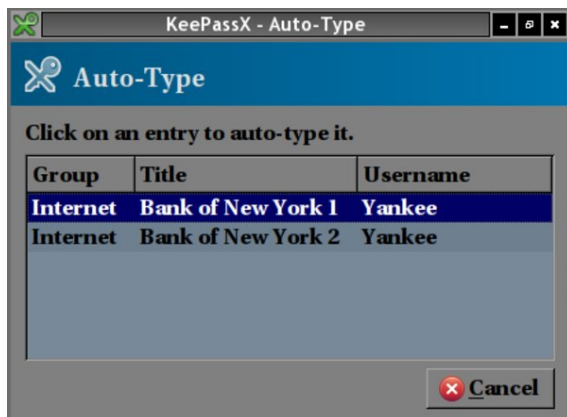 KeePassX - Auto-Type
Auto-Type
Click on an entry to auto-type it.
Group Title Username
Internet Bank of New York 1 Yankee
Internet Bank of New York 2 Yankee
Cancel